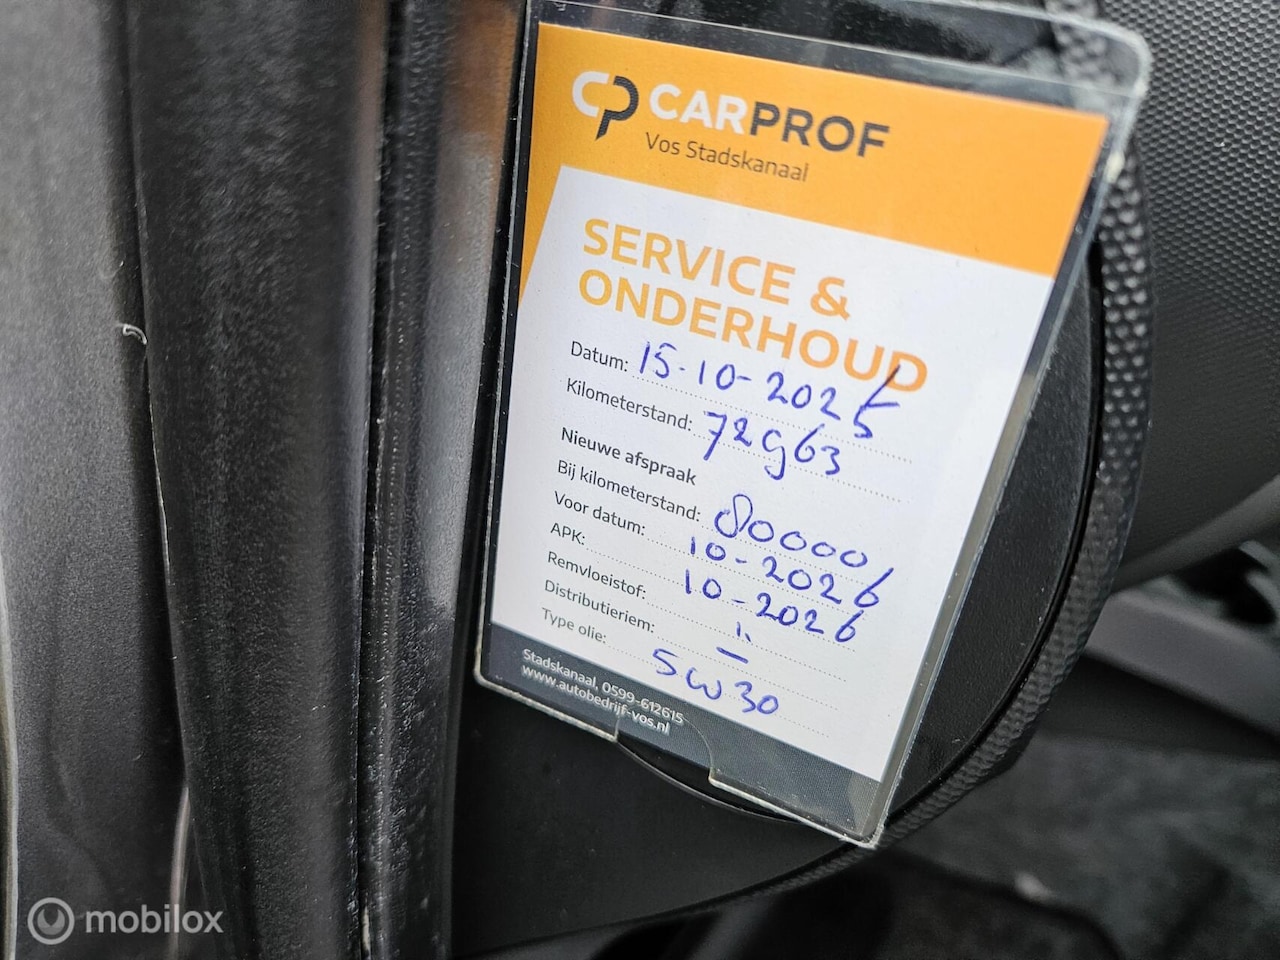 CP CARPROF
Vos Stadskanaal
SERVICE &
ONDERHOUD
Datum: 15-10-2025
Kilometerstand: 72963
Nieuwe afspraak
Bij kilometerstand: 80000
Voor datum: 10-2026
APK: 10-2026
Remvloeistof:
Distributieriem: —
Type olie: 5W30
Stadskanaal, 0599-612615
www.autobedrijf-vos.nl
mobilox